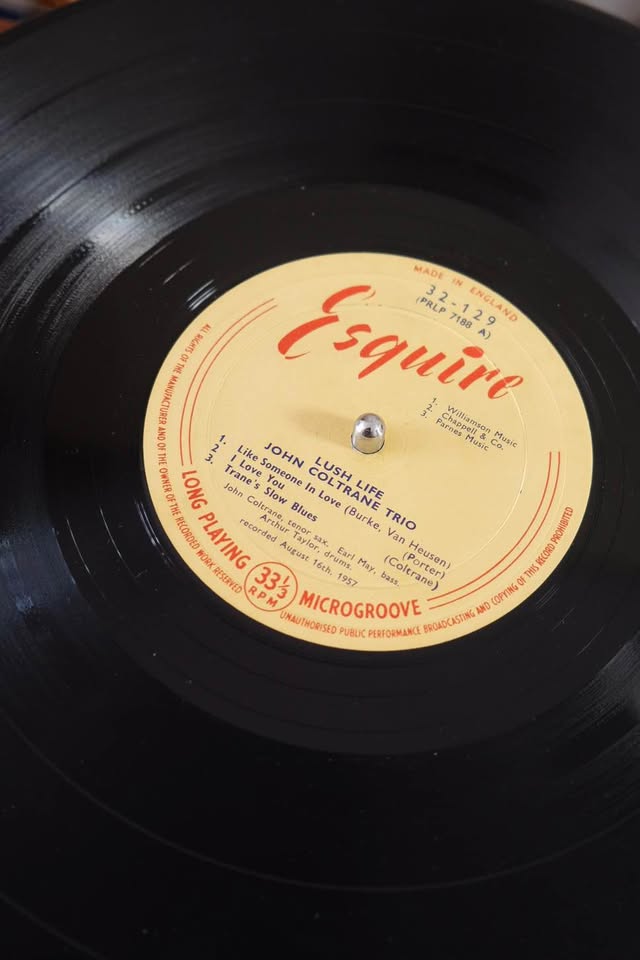 MADE IN ENGLAND
32-129
(PRLP 7188 A)
Esquire
1. Williamson Music
2. Chappell & Co.
3. Parnes Music
LUSH LIFE
JOHN COLTRANE TRIO
1. Like Someone In Love (Burke, Van Heusen)
2. I Love You (Porter)
3. Trane's Slow Blues (Coltrane)
John Coltrane, tenor sax. Earl May, bass.
Arthur Taylor, drums.
recorded August 16th. 1957
LONG PLAYING 33⅓ RPM MICROGROOVE
ALL RIGHTS OF THE MANUFACTURER AND OF THE OWNER OF THE RECORDED WORK RESERVED
UNAUTHORISED PUBLIC PERFORMANCE BROADCASTING AND COPYING OF THIS RECORD PROHIBITED